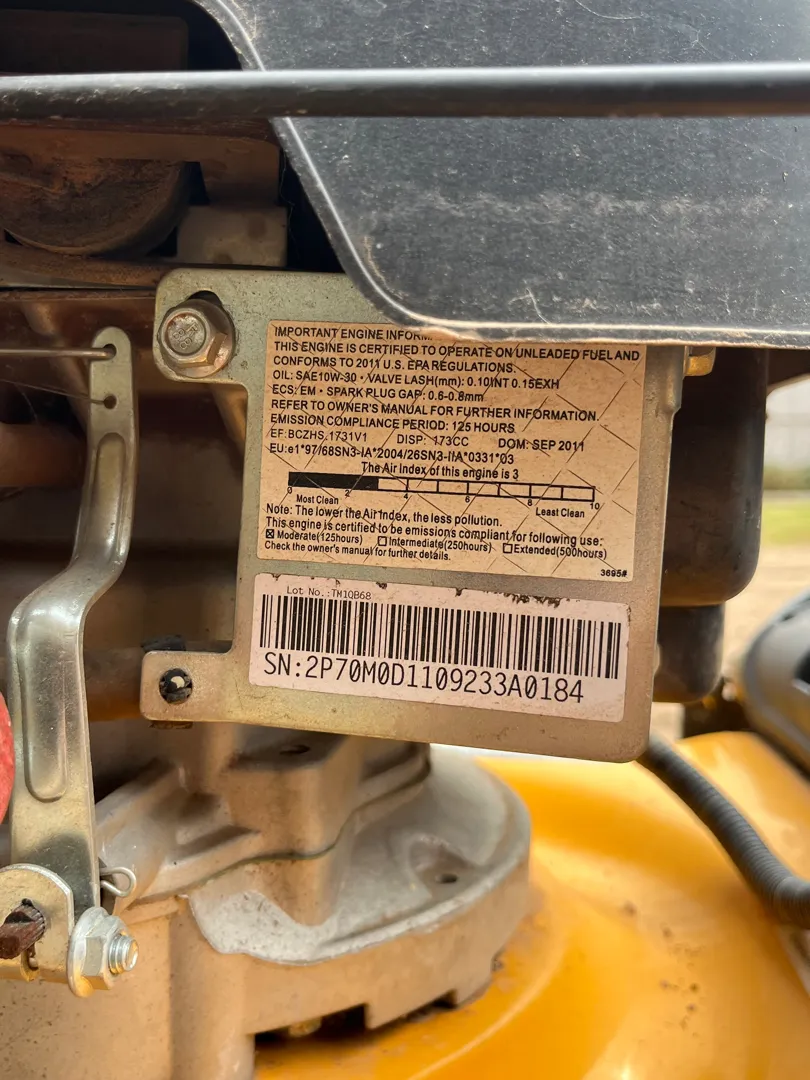 IMPORTANT ENGINE INFORM
THIS ENGINE IS CERTIFIED TO OPERATE ON UNLEADED FUEL AND
CONFORMS TO 2011 U.S. EPA REGULATIONS.
OIL: SAE10W-30 · VALVE LASH(mm): 0.10INT 0.15EXH
ECS: EM · SPARK PLUG GAP: 0.6-0.8mm
REFER TO OWNER'S MANUAL FOR FURTHER INFORMATION.
EMISSION COMPLIANCE PERIOD: 125 HOURS
EF:BCZHS.1731V1 DISP: 173CC DOM: SEP 2011
EU:e1*97/68SN3-IA*2004/26SN3-IIA*0331*03
The Air Index of this engine is 3
0 2 4 6 8 10
Most Clean Least Clean
Note: The lower the Air Index, the less pollution.
This engine is certified to be emissions compliant for following use:
☒ Moderate(125hours) ☐ Intermediate(250hours) ☐ Extended(500hours)
Check the owner's manual for further details.
3695#
Lot No.:TM1QB68
SN:2P70M0D1109233A0184